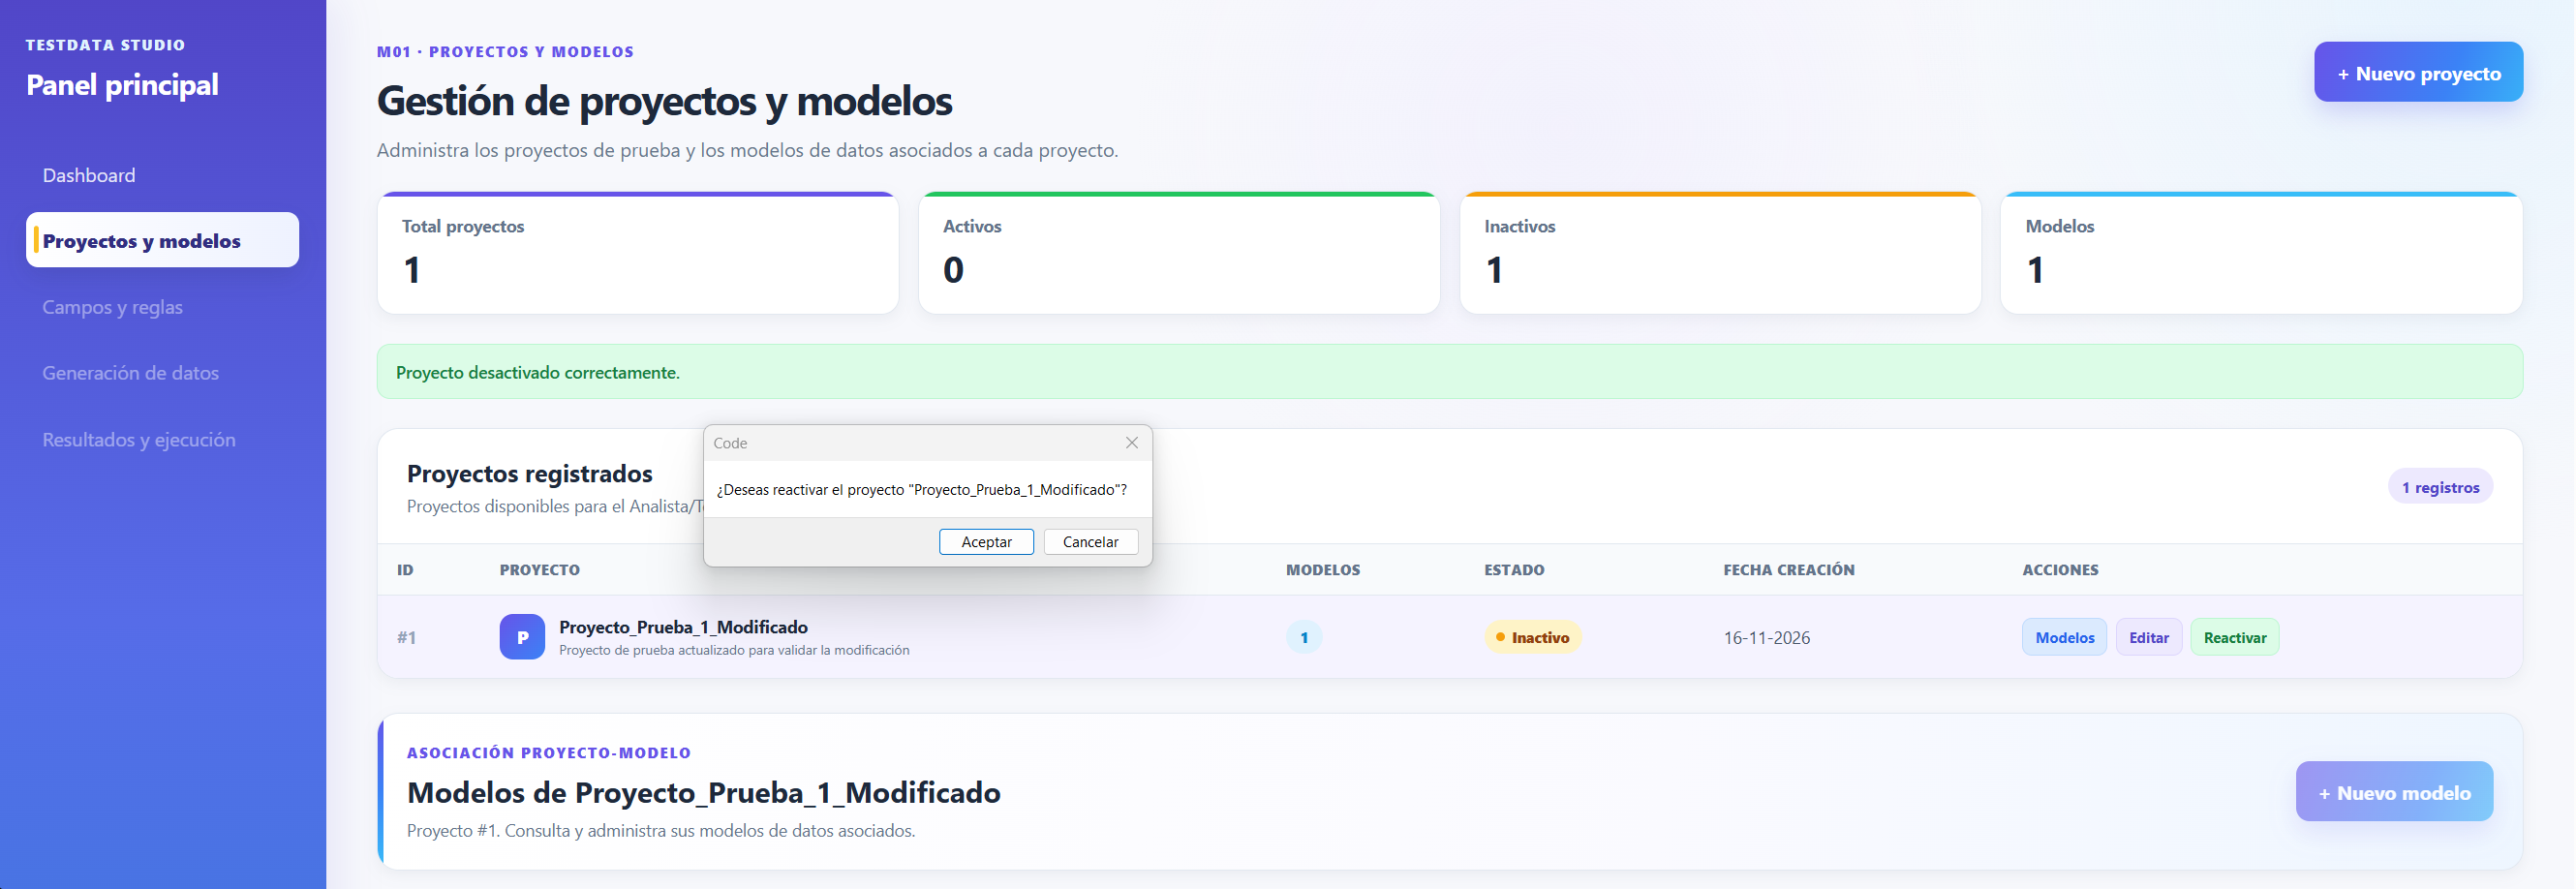 TESTDATA STUDIO
Panel principal
Dashboard
Proyectos y modelos
Campos y reglas
Generación de datos
Resultados y ejecución
M01 · PROYECTOS Y MODELOS
Gestión de proyectos y modelos
Administra los proyectos de prueba y los modelos de datos asociados a cada proyecto.
+ Nuevo proyecto
Total proyectos
1
Activos
0
Inactivos
1
Modelos
1
Proyecto desactivado correctamente.
Proyectos registrados
Proyectos disponibles para el Analista/
1 registros
Code
¿Deseas reactivar el proyecto "Proyecto_Prueba_1_Modificado"?
Aceptar
Cancelar
ID PROYECTO MODELOS ESTADO FECHA CREACIÓN ACCIONES
#1 P Proyecto_Prueba_1_Modificado 1 Inactivo 16-11-2026 Modelos Editar Reactivar
Proyecto de prueba actualizado para validar la modificación
ASOCIACIÓN PROYECTO-MODELO
Modelos de Proyecto_Prueba_1_Modificado
Proyecto #1. Consulta y administra sus modelos de datos asociados.
+ Nuevo modelo